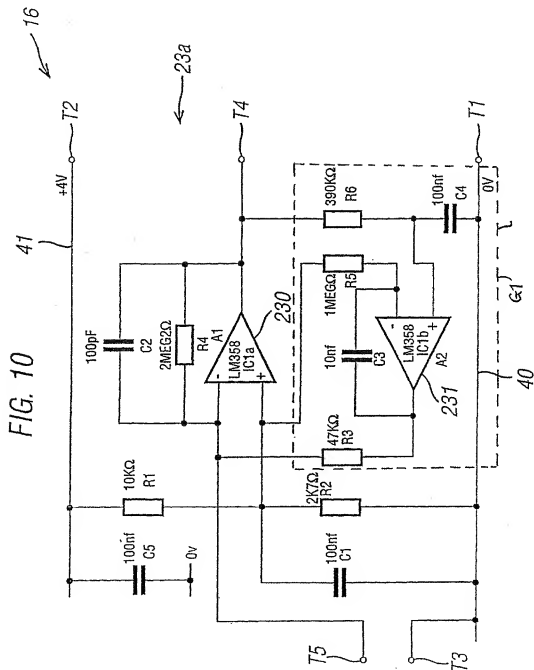 FIG. 10
16
23a
T2
+4V
41
100pF
C2
2MEG2Ω
R4
A1
LM358
IC1a
-
+
230
T4
10KΩ
R1
100nf
C5
0v
390KΩ
R6
1MEGΩ
R5
10nf
C3
100nf
C4
0V
T1
-
+
LM358
IC1b
A2
231
47KΩ
R3
2K7Ω
R2
100nf
C1
G1
40
T5
T3